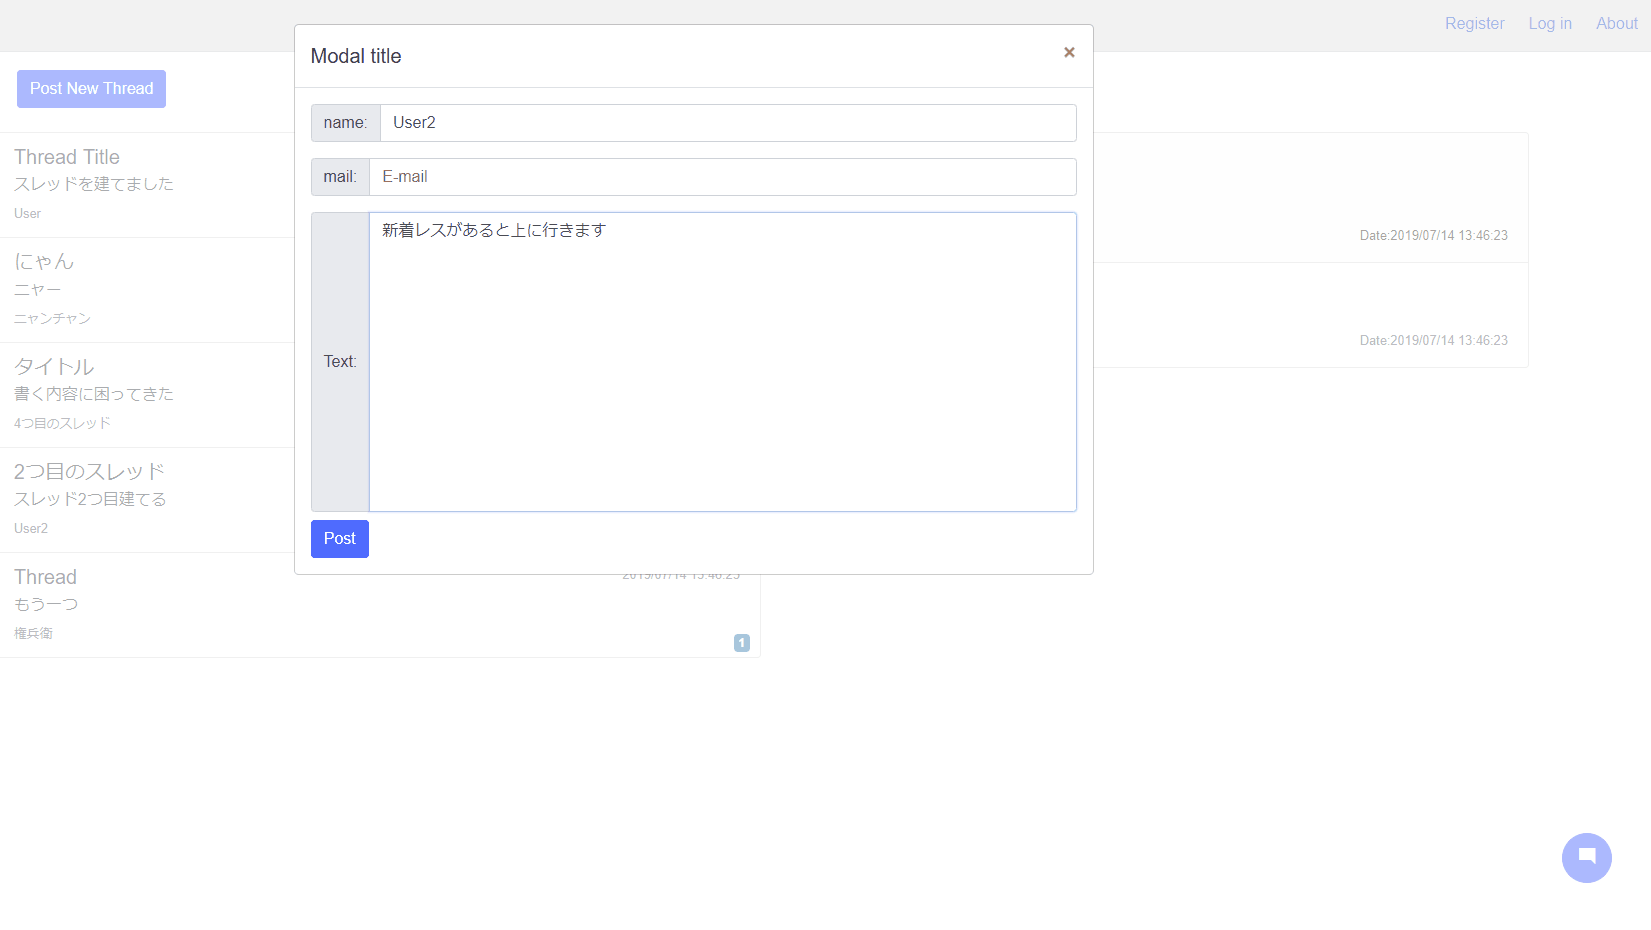 Register Log in About
Modal title ×
Post New Thread
name: User2
mail: E-mail
Text: 新着レスがあると上に行きます
Post
Thread Title
スレッドを建てました
User
にゃん
ニャー
ニャンチャン
タイトル
書く内容に困ってきた
4つ目のスレッド
2つ目のスレッド
スレッド2つ目建てる
User2
Thread
2019/07/14 13:46:23
もう一つ
権兵衛
1
Date:2019/07/14 13:46:23
Date:2019/07/14 13:46:23